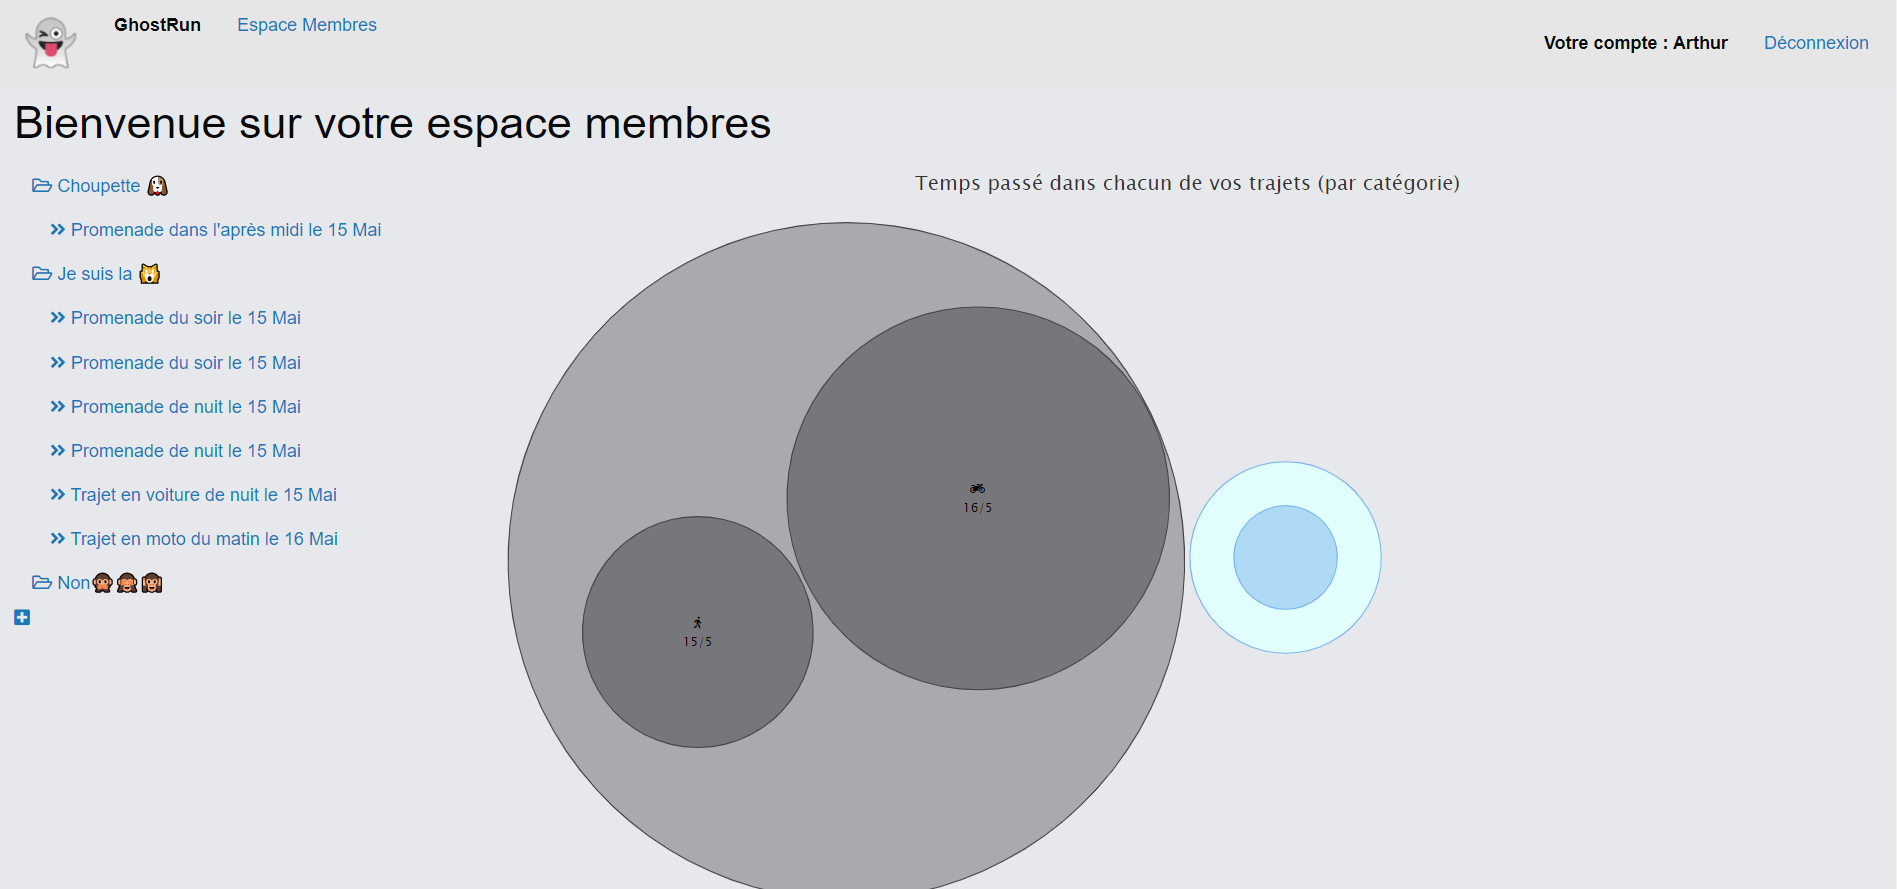 GhostRun Espace Membres
Votre compte : Arthur Déconnexion
Bienvenue sur votre espace membres
Choupette 🐶
Promenade dans l'après midi le 15 Mai
Je suis la 🙀
Promenade du soir le 15 Mai
Promenade du soir le 15 Mai
Promenade de nuit le 15 Mai
Promenade de nuit le 15 Mai
Trajet en voiture de nuit le 15 Mai
Trajet en moto du matin le 16 Mai
Non🙊🙈🙉
Temps passé dans chacun de vos trajets (par catégorie)
16/5
15/5